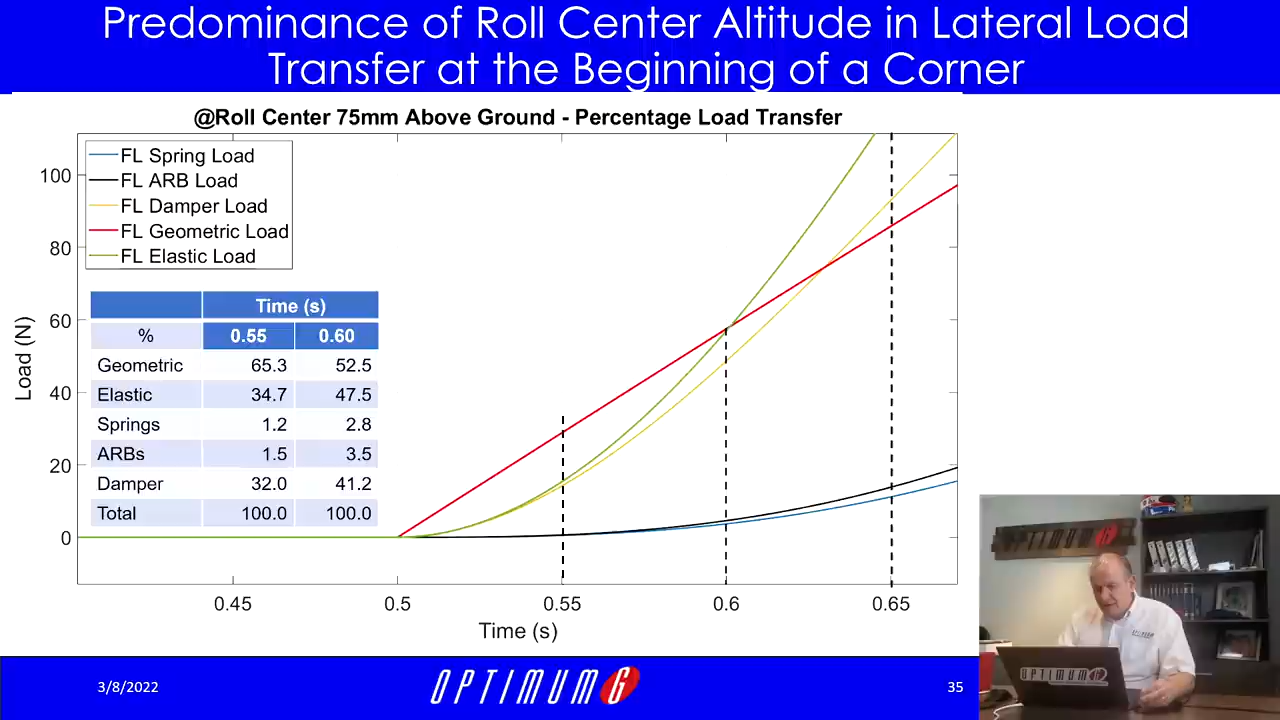 Predominance of Roll Center Altitude in Lateral Load
Transfer at the Beginning of a Corner
@Roll Center 75mm Above Ground - Percentage Load Transfer
FL Spring Load
FL ARB Load
FL Damper Load
FL Geometric Load
FL Elastic Load
100
80
60
40
20
0
Load (N)
Time (s)
% 0.55 0.60
Geometric 65.3 52.5
Elastic 34.7 47.5
Springs 1.2 2.8
ARBs 1.5 3.5
Damper 32.0 41.2
Total 100.0 100.0
0.45 0.5 0.55 0.6 0.65
Time (s)
3/8/2022
OPTIMUMG
35
OPTIMUMG
OPTIMUMG